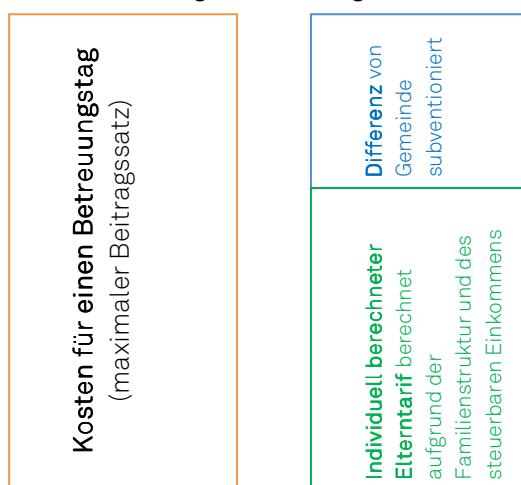 Kosten für einen Betreuungstag
(maximaler Beitragssatz)
Differenz von
Gemeinde
subventioniert
Individuell berechneter
Elterntarif berechnet
aufgrund der
Familienstruktur und des
steuerbaren Einkommens